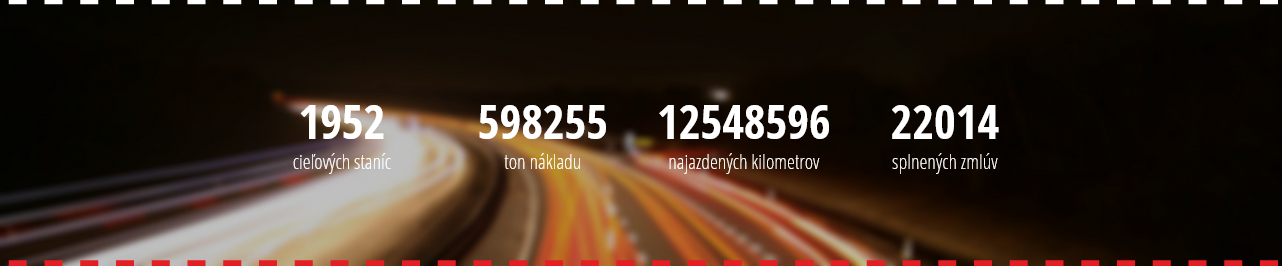 1952 598255 12548596 22014
cieľových staníc ton nákladu najazdených kilometrov splnených zmlúv